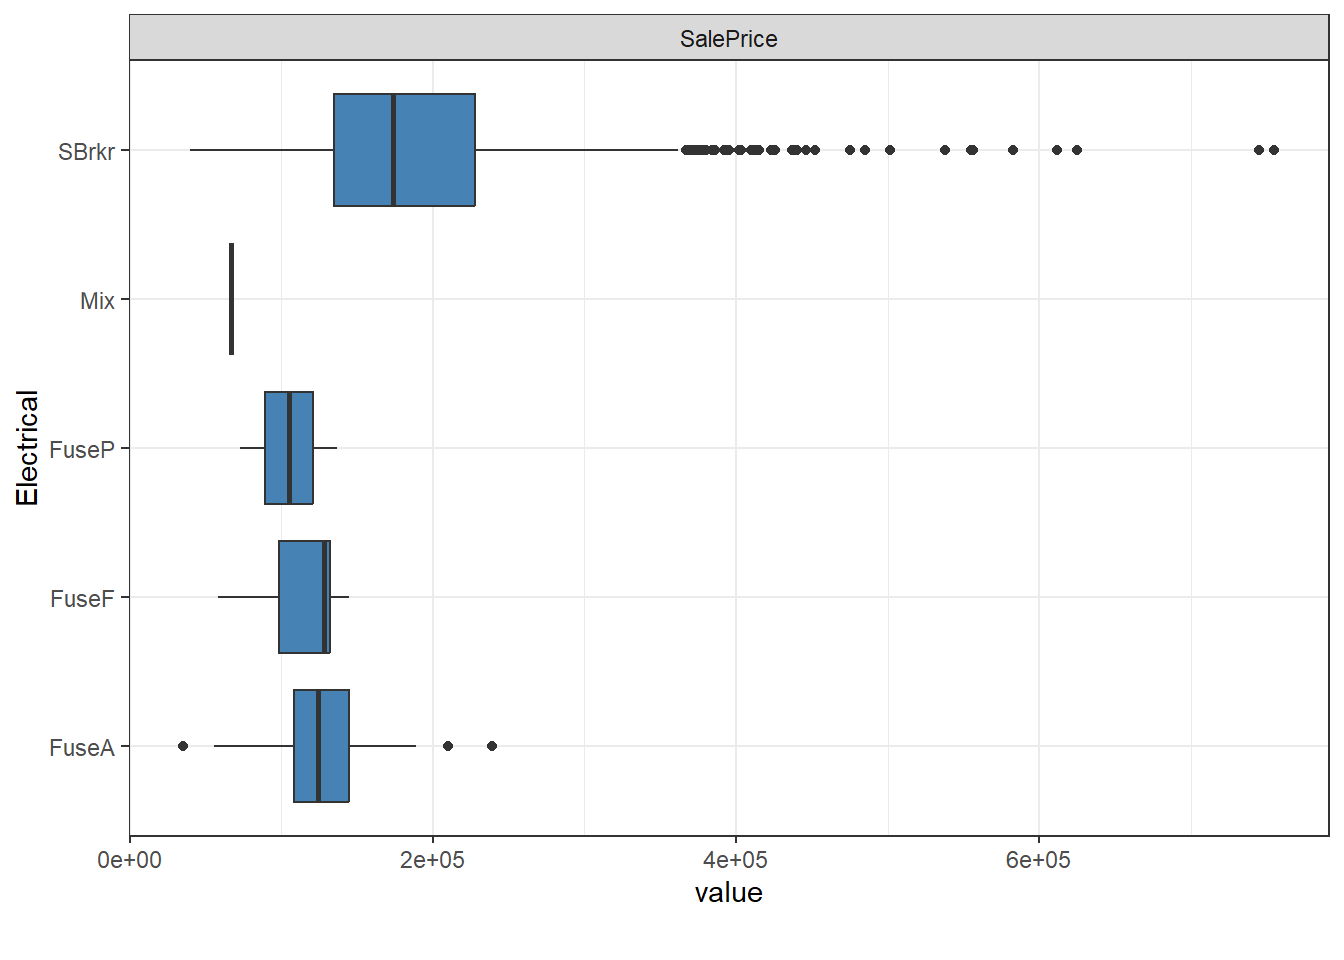 SalePrice
SBrkr
Mix
FuseP
FuseF
FuseA
Electrical
0e+00 2e+05 4e+05 6e+05
value